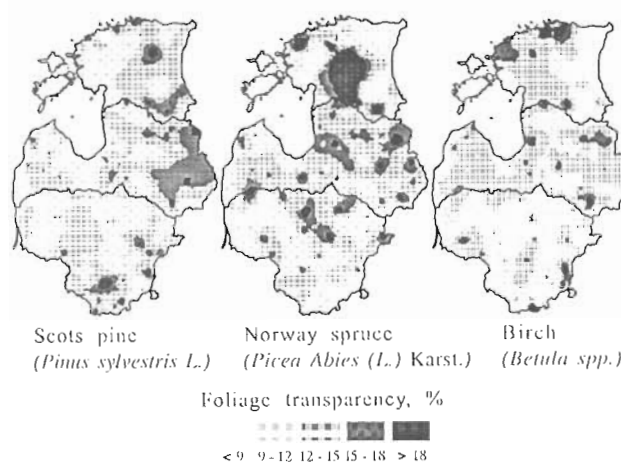 Scots pine Norway spruce Birch
(Pinus sylvestris L.) (Picea Abies (L.) Karst.) (Betula spp.)
Foliage transparency, %
< 9 9 - 12 12 - 15 15 - 18 > 18